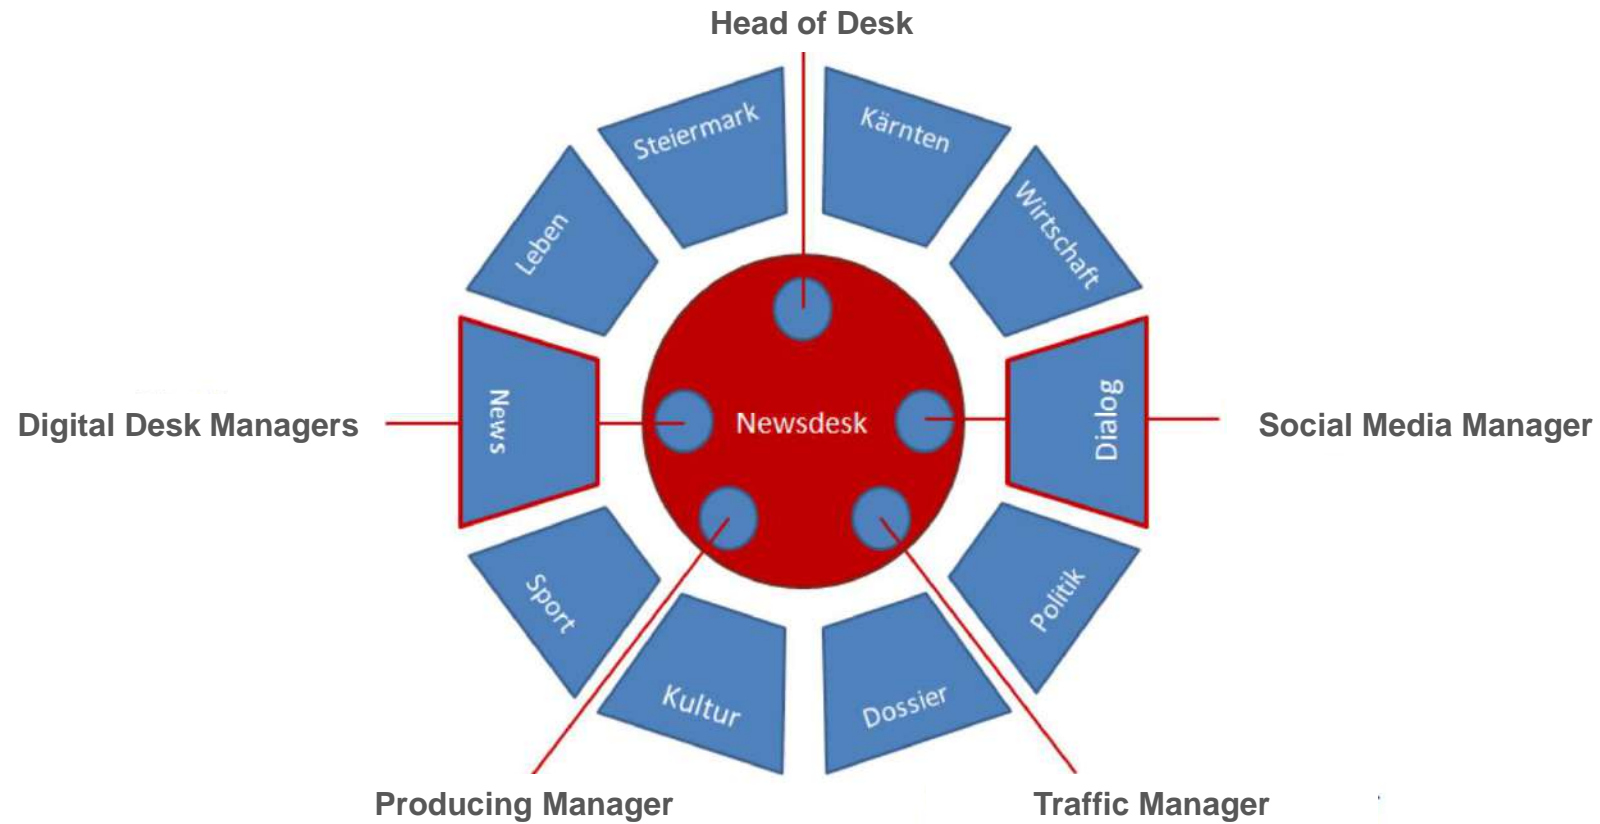 Head of Desk
Steiermark
Kärnten
Leben
Wirtschaft
News
Newsdesk
Dialog
Digital Desk Managers
Social Media Manager
Sport
Politik
Kultur
Dossier
Producing Manager
Traffic Manager